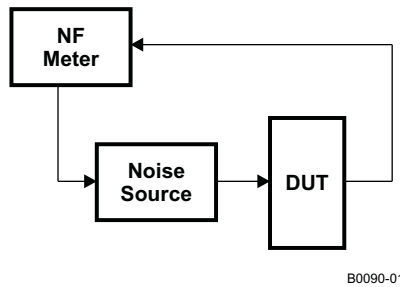 NF
Meter
Noise
Source
DUT
B0090-01